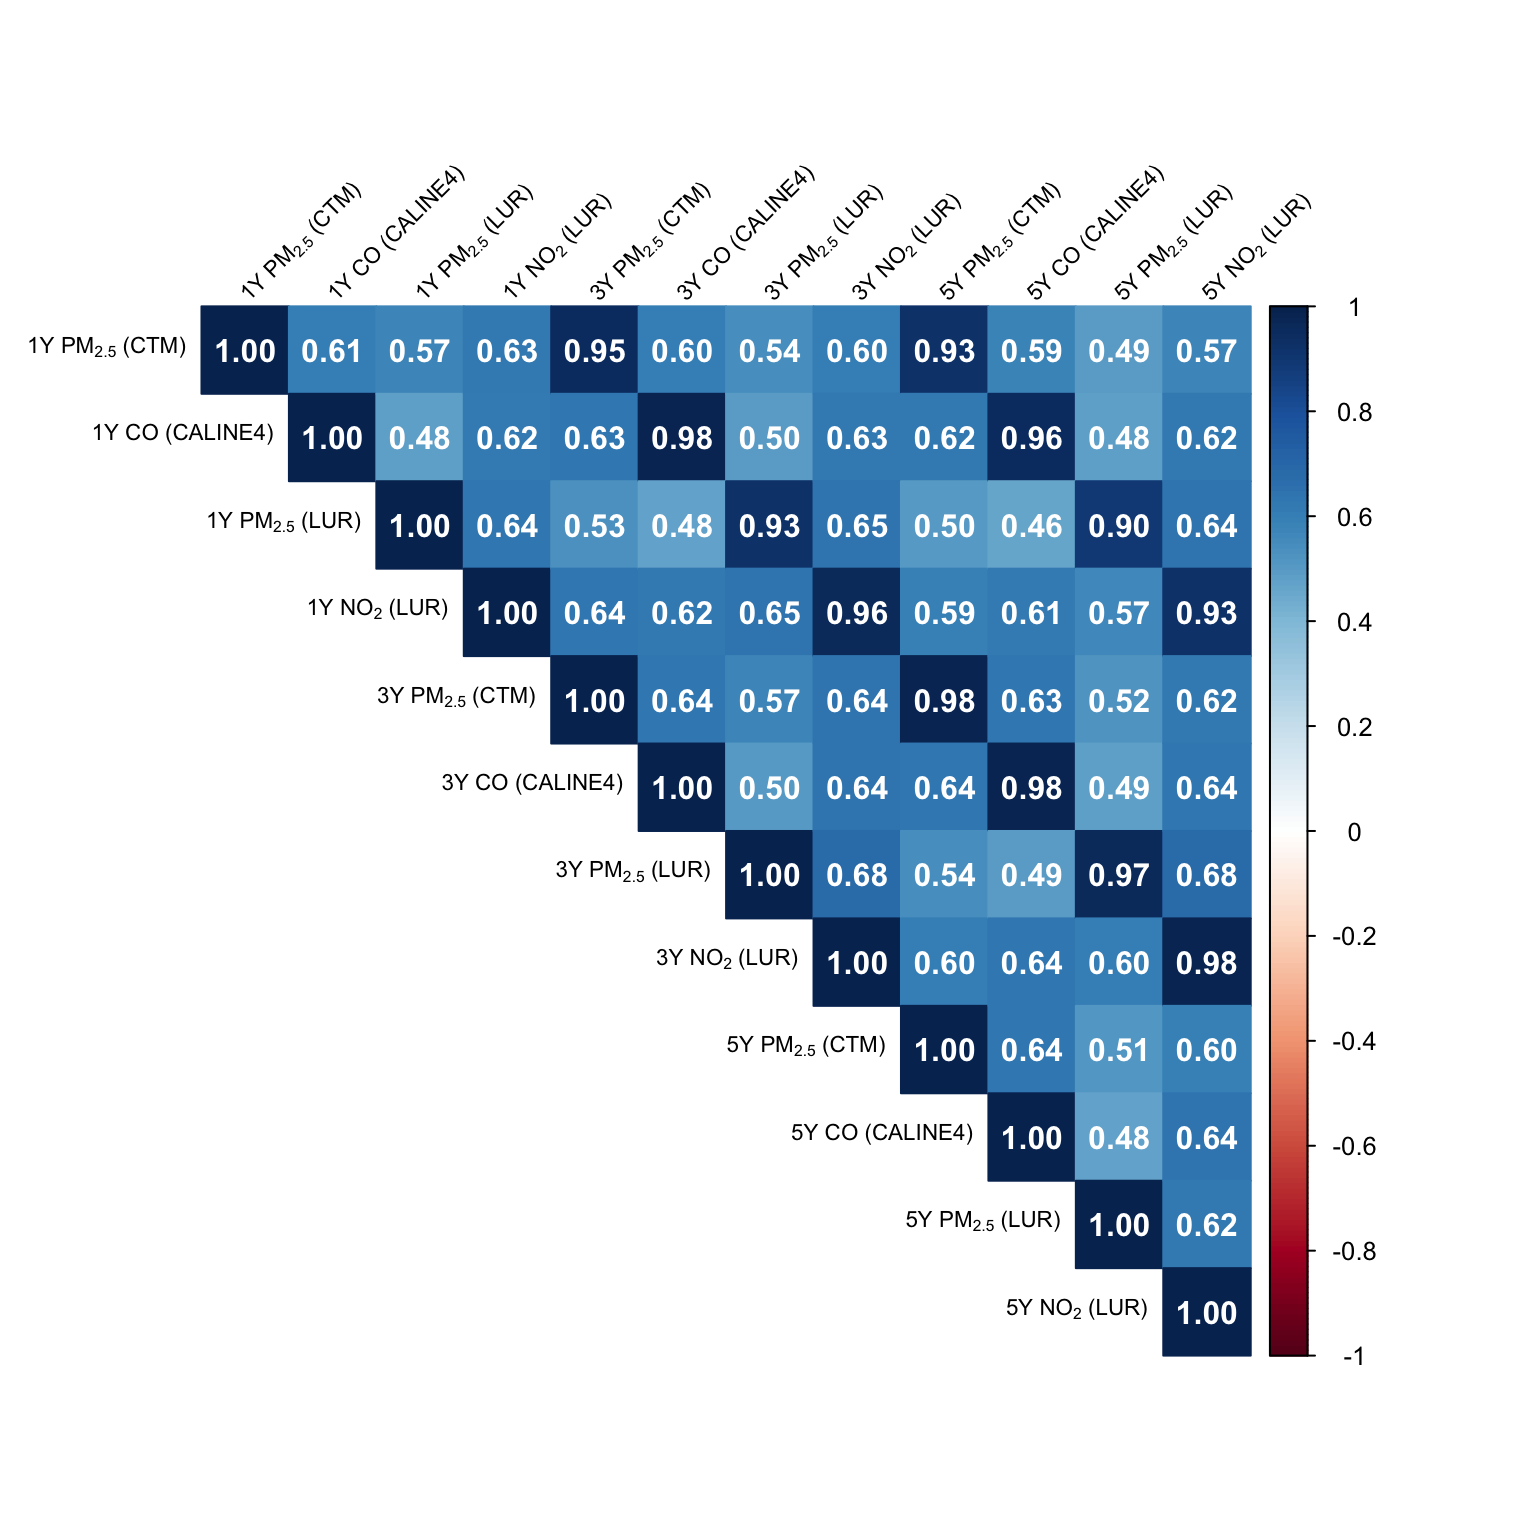 1Y PM2.5 (CTM)
1Y CO (CALINE4)
1Y PM2.5 (LUR)
1Y NO2 (LUR)
3Y PM2.5 (CTM)
3Y CO (CALINE4)
3Y PM2.5 (LUR)
3Y NO2 (LUR)
5Y PM2.5 (CTM)
5Y CO (CALINE4)
5Y PM2.5 (LUR)
5Y NO2 (LUR)
1Y PM2.5 (CTM) 1.00 0.61 0.57 0.63 0.95 0.60 0.54 0.60 0.93 0.59 0.49 0.57
1Y CO (CALINE4) 1.00 0.48 0.62 0.63 0.98 0.50 0.63 0.62 0.96 0.48 0.62
1Y PM2.5 (LUR) 1.00 0.64 0.53 0.48 0.93 0.65 0.50 0.46 0.90 0.64
1Y NO2 (LUR) 1.00 0.64 0.62 0.65 0.96 0.59 0.61 0.57 0.93
3Y PM2.5 (CTM) 1.00 0.64 0.57 0.64 0.98 0.63 0.52 0.62
3Y CO (CALINE4) 1.00 0.50 0.64 0.64 0.98 0.49 0.64
3Y PM2.5 (LUR) 1.00 0.68 0.54 0.49 0.97 0.68
3Y NO2 (LUR) 1.00 0.60 0.64 0.60 0.98
5Y PM2.5 (CTM) 1.00 0.64 0.51 0.60
5Y CO (CALINE4) 1.00 0.48 0.64
5Y PM2.5 (LUR) 1.00 0.62
5Y NO2 (LUR) 1.00
1
0.8
0.6
0.4
0.2
0
-0.2
-0.4
-0.6
-0.8
-1